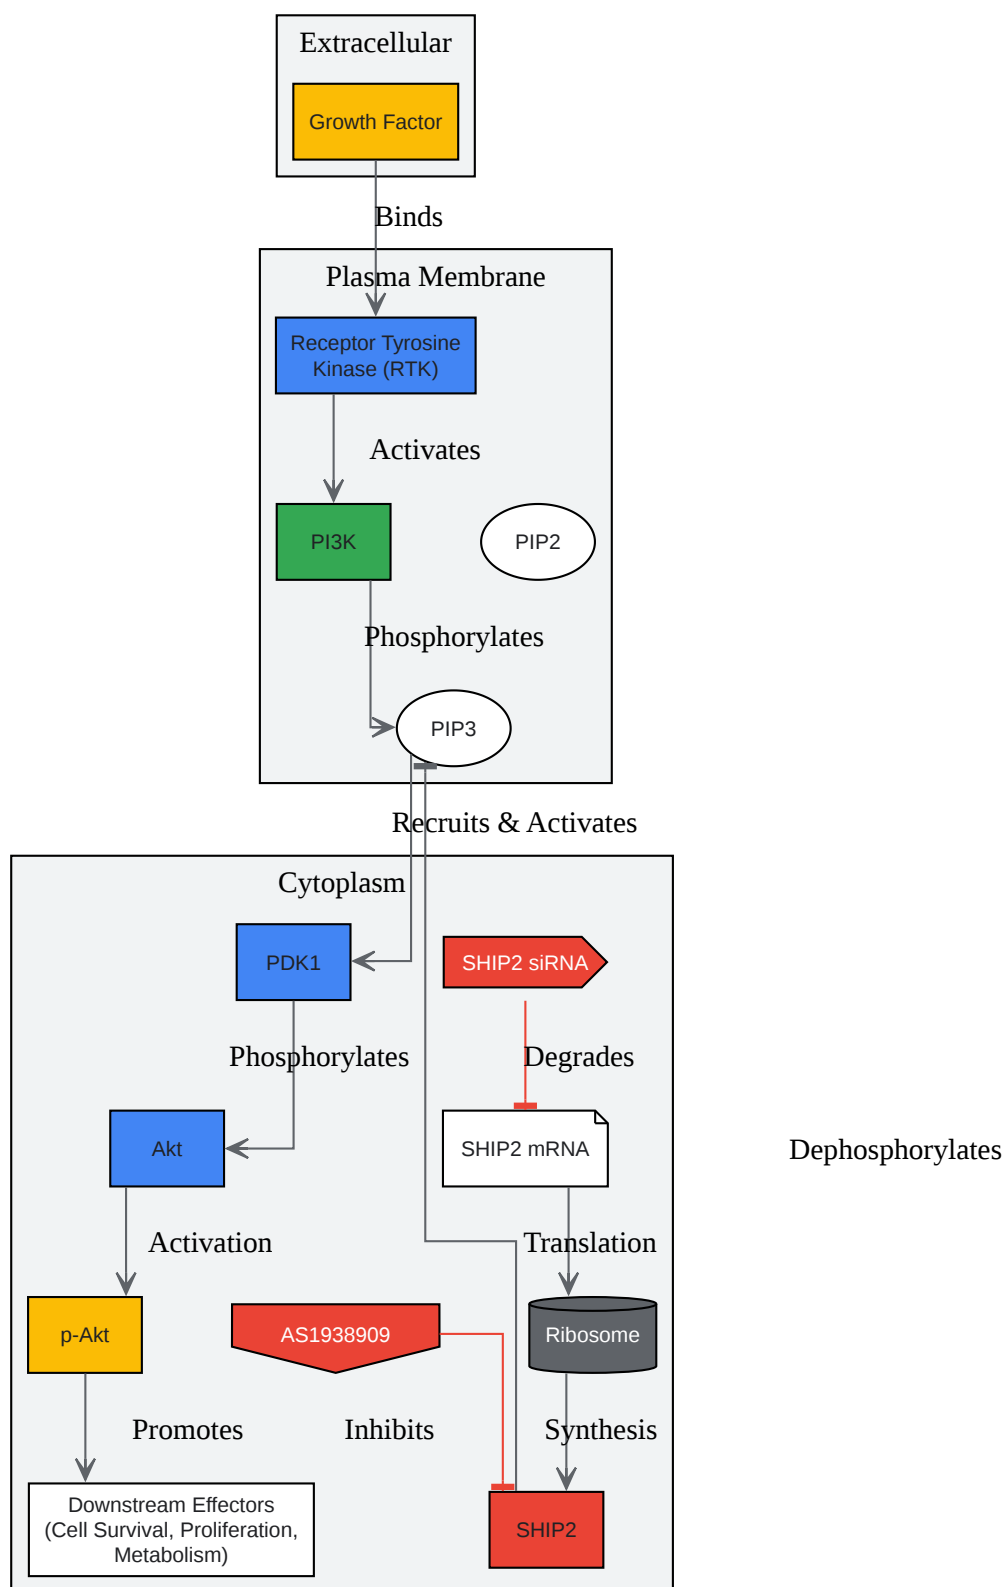 Extracellular
Growth Factor
Binds
Plasma Membrane
Receptor Tyrosine
Kinase (RTK)
Activates
PI3K
PIP2
Phosphorylates
PIP3
Recruits & Activates
Cytoplasm
PDK1
SHIP2 siRNA
Phosphorylates
Degrades
Akt
SHIP2 mRNA
Dephosphorylates
Activation
Translation
p-Akt
AS1938909
Ribosome
Promotes
Inhibits
Synthesis
Downstream Effectors
(Cell Survival, Proliferation,
Metabolism)
SHIP2